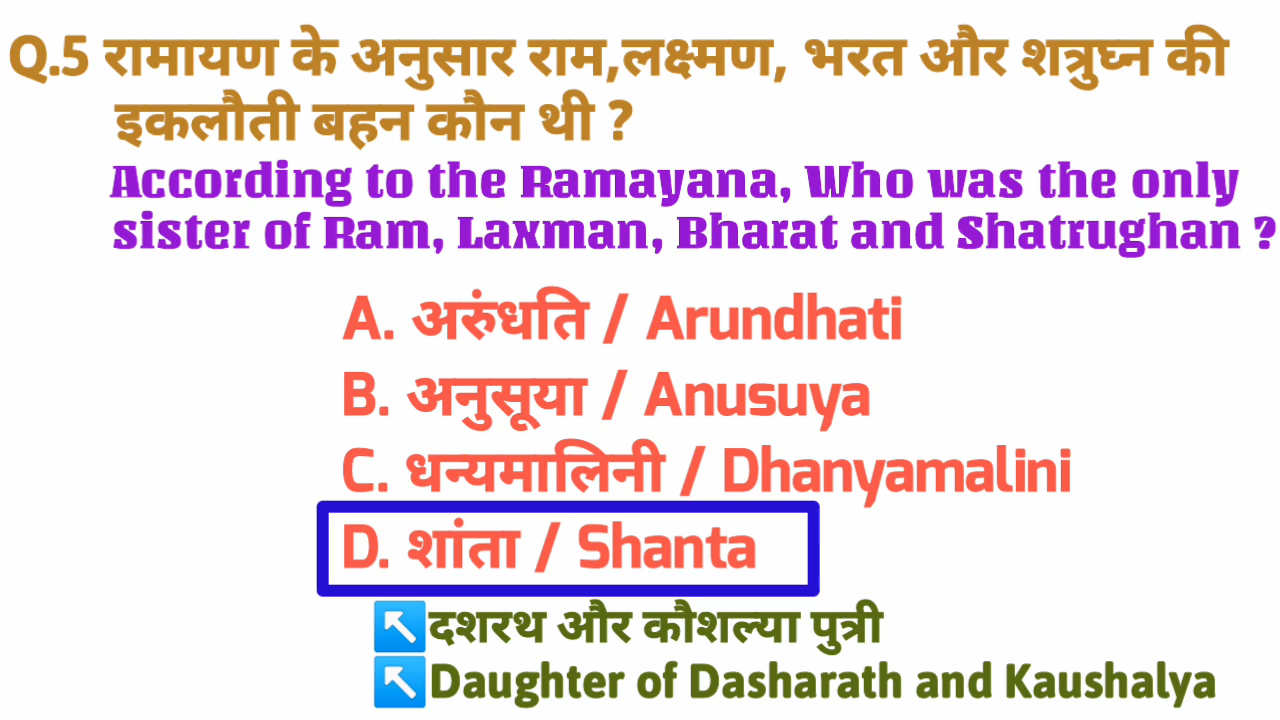 Q.5 रामायण के अनुसार राम,लक्ष्मण, भरत और शत्रुघ्न की
इकलौती बहन कौन थी ?
According to the Ramayana, Who was the only
sister of Ram, Laxman, Bharat and Shatrughan ?
A. अरुंधति / Arundhati
B. अनुसूया / Anusuya
C. धन्यमालिनी / Dhanyamalini
D. शांता / Shanta
↖दशरथ और कौशल्या पुत्री
↖Daughter of Dasharath and Kaushalya